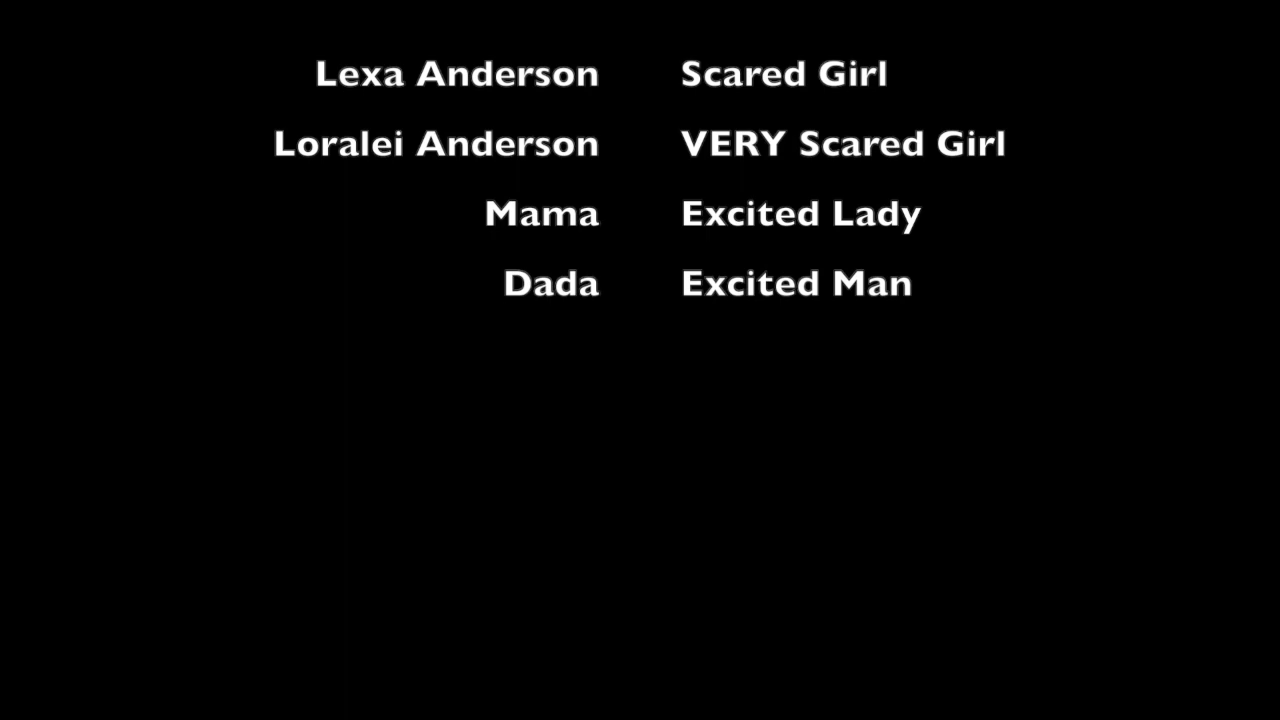 Lexa Anderson Scared Girl
Loralei Anderson VERY Scared Girl
Mama Excited Lady
Dada Excited Man